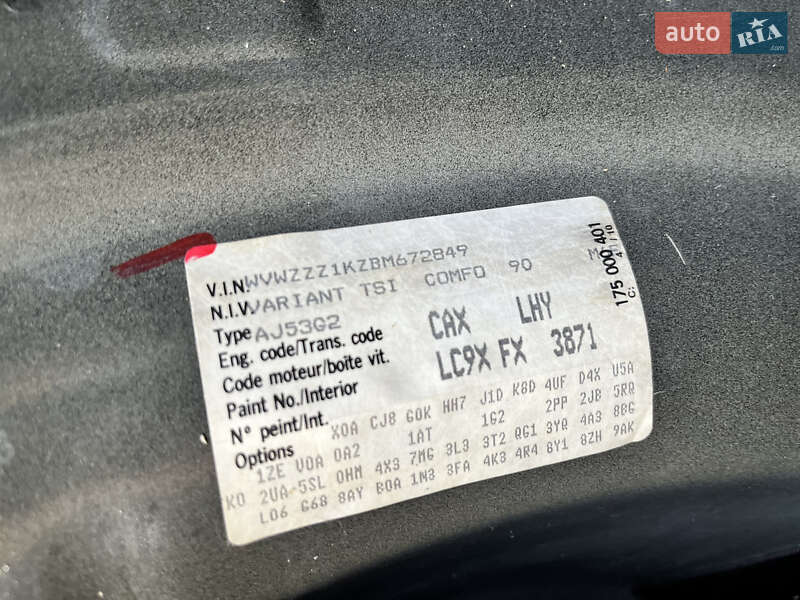 auto RIA
V.I.N WVWZZZ1KZBM672849
N.I.V. VARIANT TSI COMFO 90
Type AJ53G2
Eng. code/Trans. code CAX LHY
Code moteur/boîte vit.
Paint No./Interior LC9X FX 3871
N° peint/Int.
Options X0A CJ8 G0K HH7 J1D K8D 4UF D4X U5A
1ZE V0A 0A2 1AT 1G2 2PP 2JB 5RQ
K0 2UA 5SL 0HM 4X3 7MG 3L3 3T2 QG1 3YQ 4A3 8BG
L06 G68 8AY B0A 1N3 3FA 4K3 4R4 8Y1 8ZH 9AK
175 000 401
C: